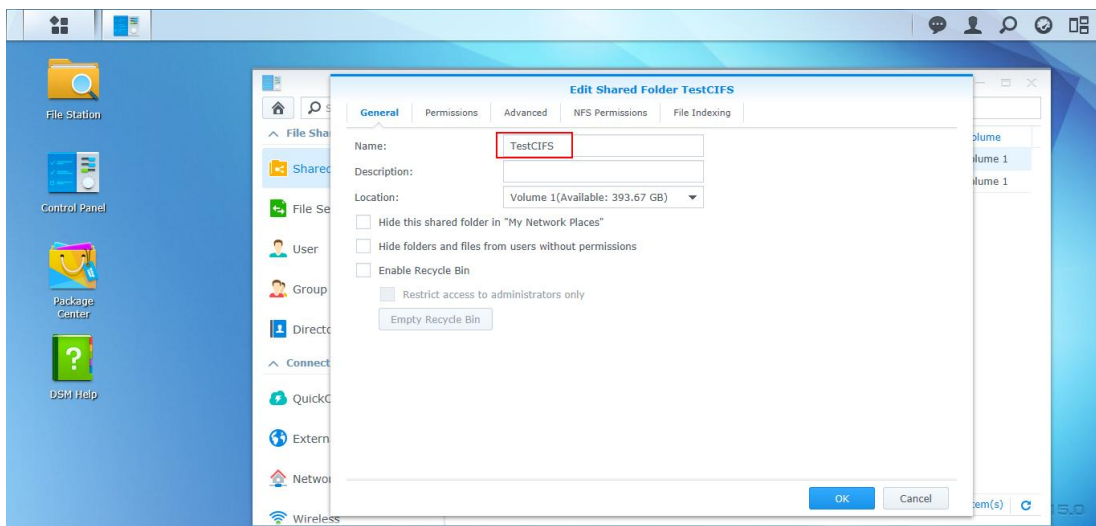 File Station
Control Panel
Package
Center
DSM Help
File Sha
Shared
File Se
User
Group
Directo
Connect
QuickC
Extern
Networ
Wireless
Edit Shared Folder TestCIFS
General Permissions Advanced NFS Permissions File Indexing
Name: TestCIFS
Description:
Location: Volume 1(Available: 393.67 GB)
Hide this shared folder in "My Network Places"
Hide folders and files from users without permissions
Enable Recycle Bin
Restrict access to administrators only
Empty Recycle Bin
OK Cancel
olume
olume 1
olume 1
tem(s)
5.0